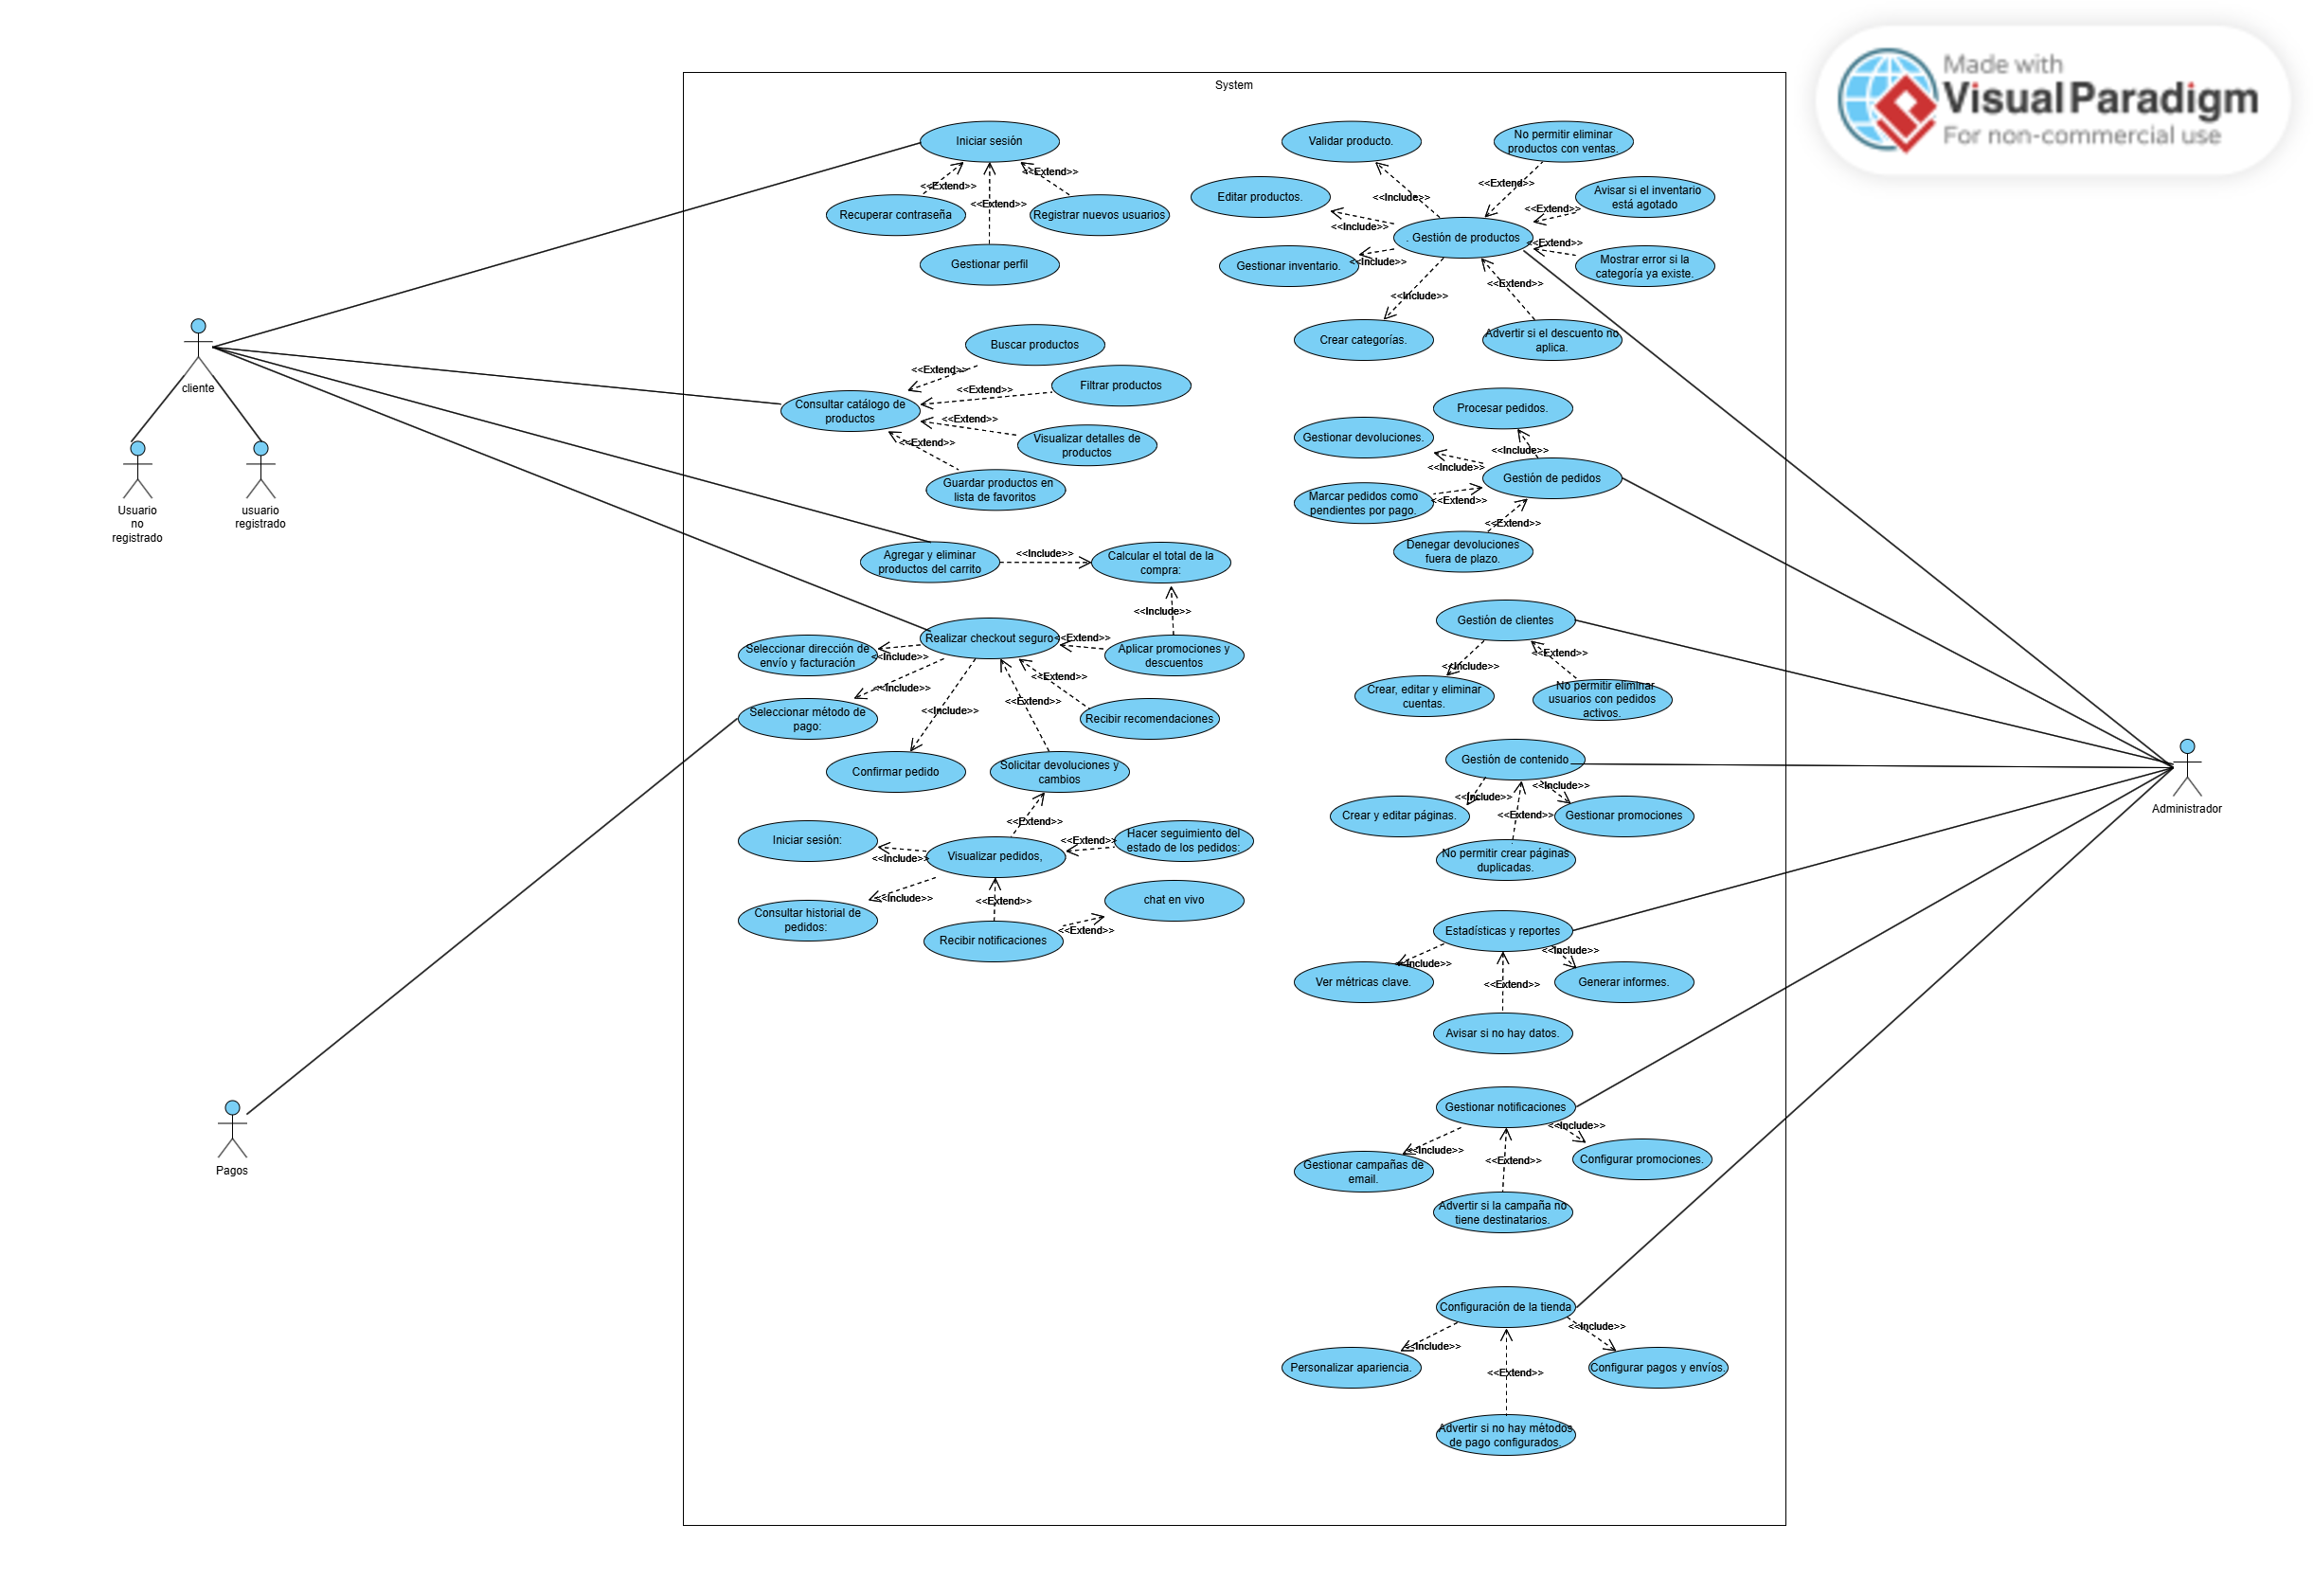 Made with
Visual Paradigm
For non-commercial use
System
Iniciar sesión
<<Extend>>
<<Extend>>
<<Extend>>
Recuperar contraseña
Registrar nuevos usuarios
Gestionar perfil
Validar producto.
No permitir eliminar
productos con ventas.
Editar productos.
<<Include>>
<<Extend>>
Avisar si el inventario
está agotado
<<Include>>
<<Extend>>
. Gestión de productos
Gestionar inventario.
<<Include>>
<<Extend>>
Mostrar error si la
categoría ya existe.
<<Include>>
<<Extend>>
Crear categorías.
Advertir si el descuento no
aplica.
cliente
Usuario
no
registrado
usuario
registrado
Buscar productos
<<Extend>>
Filtrar productos
<<Extend>>
Consultar catálogo de
productos
<<Extend>>
Visualizar detalles de
productos
<<Extend>>
Guardar productos en
lista de favoritos
Procesar pedidos.
Gestionar devoluciones.
<<Include>>
<<Include>>
Gestión de pedidos
Marcar pedidos como
pendientes por pago.
<<Extend>>
<<Extend>>
Denegar devoluciones
fuera de plazo.
Agregar y eliminar
productos del carrito
<<Include>>
Calcular el total de la
compra:
<<Include>>
Realizar checkout seguro
<<Extend>>
Aplicar promociones y
descuentos
Seleccionar dirección de
envío y facturación
<<Include>>
<<Include>>
<<Extend>>
Seleccionar método de
pago:
<<Include>>
<<Extend>>
Recibir recomendaciones
Confirmar pedido
Solicitar devoluciones y
cambios
<<Extend>>
Iniciar sesión:
<<Include>>
Visualizar pedidos,
<<Extend>>
Hacer seguimiento del
estado de los pedidos:
<<Include>>
<<Extend>>
Consultar historial de
pedidos:
Recibir notificaciones
<<Extend>>
chat en vivo
Gestión de clientes
<<Include>>
<<Extend>>
Crear, editar y eliminar
cuentas.
No permitir eliminar
usuarios con pedidos
activos.
Gestión de contenido
<<Include>>
<<Include>>
<<Extend>>
Crear y editar páginas.
Gestionar promociones
No permitir crear páginas
duplicadas.
Administrador
Estadísticas y reportes
<<Include>>
<<Include>>
<<Extend>>
Ver métricas clave.
Generar informes.
Avisar si no hay datos.
Pagos
Gestionar notificaciones
<<Include>>
<<Include>>
<<Extend>>
Gestionar campañas de
email.
Configurar promociones.
Advertir si la campaña no
tiene destinatarios.
Configuración de la tienda
<<Include>>
<<Include>>
<<Extend>>
Personalizar apariencia.
Configurar pagos y envíos.
Advertir si no hay métodos
de pago configurados.